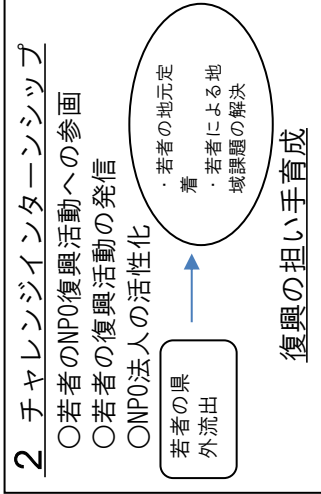 2 チャレンジインターンシップ
○若者のNPO復興活動への参画
○若者の復興活動の発信
○NPO法人の活性化
若者の県
外流出
・若者の地元定
着
・若者による地
域課題の解決
復興の担い手育成